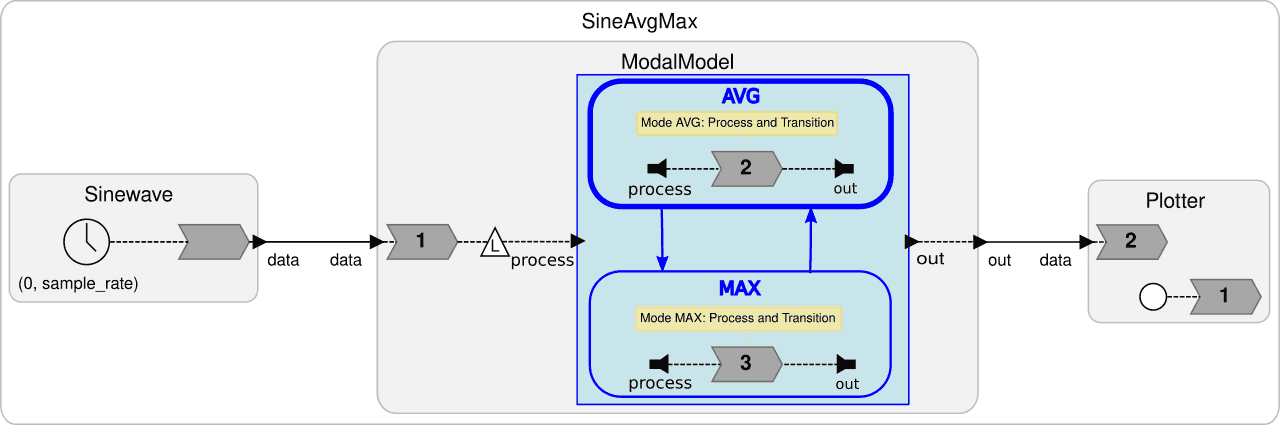 SineAvgMax
ModalModel
AVG
Mode AVG: Process and Transition
2
process
out
Sinewave
(0, sample_rate)
data
data
1
L
process
out
out
data
Plotter
2
1
MAX
Mode MAX: Process and Transition
3
process
out